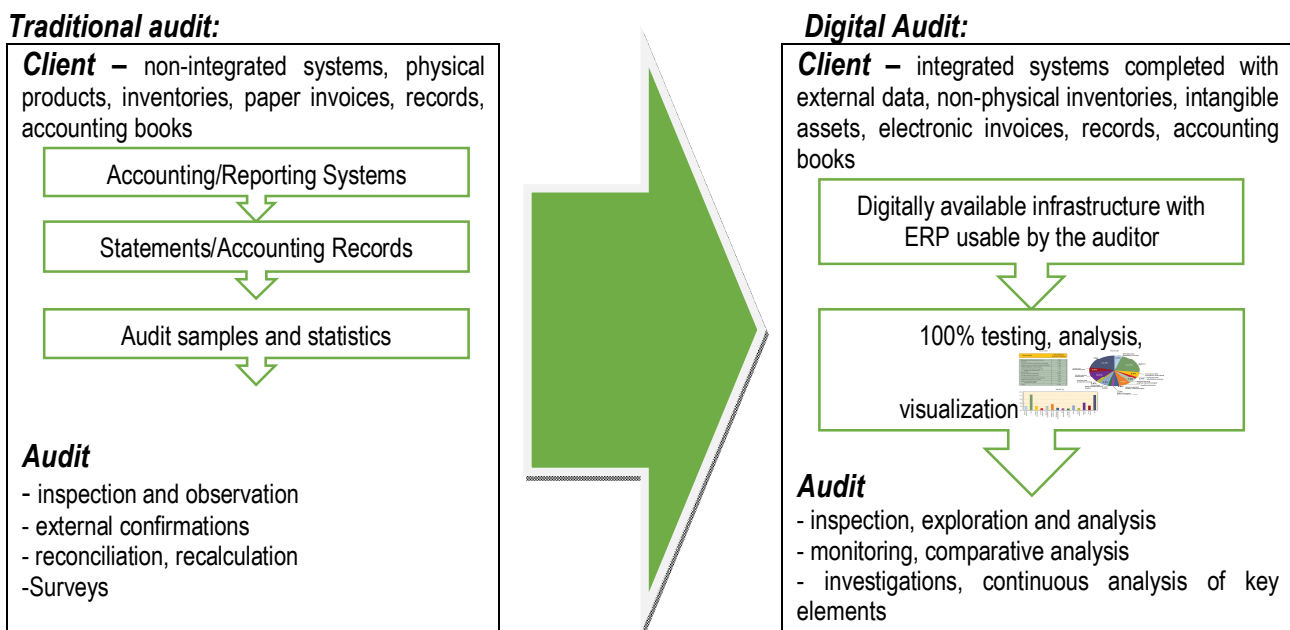 Traditional audit:
Client – non-integrated systems, physical
products, inventories, paper invoices, records,
accounting books
Accounting/Reporting Systems
Statements/Accounting Records
Audit samples and statistics
Audit
- inspection and observation
- external confirmations
- reconciliation, recalculation
-Surveys
Digital Audit:
Client – integrated systems completed with
external data, non-physical inventories, intangible
assets, electronic invoices, records, accounting
books
Digitally available infrastructure with
ERP usable by the auditor
100% testing, analysis,
visualization
Audit
- inspection, exploration and analysis
- monitoring, comparative analysis
- investigations, continuous analysis of key
elements